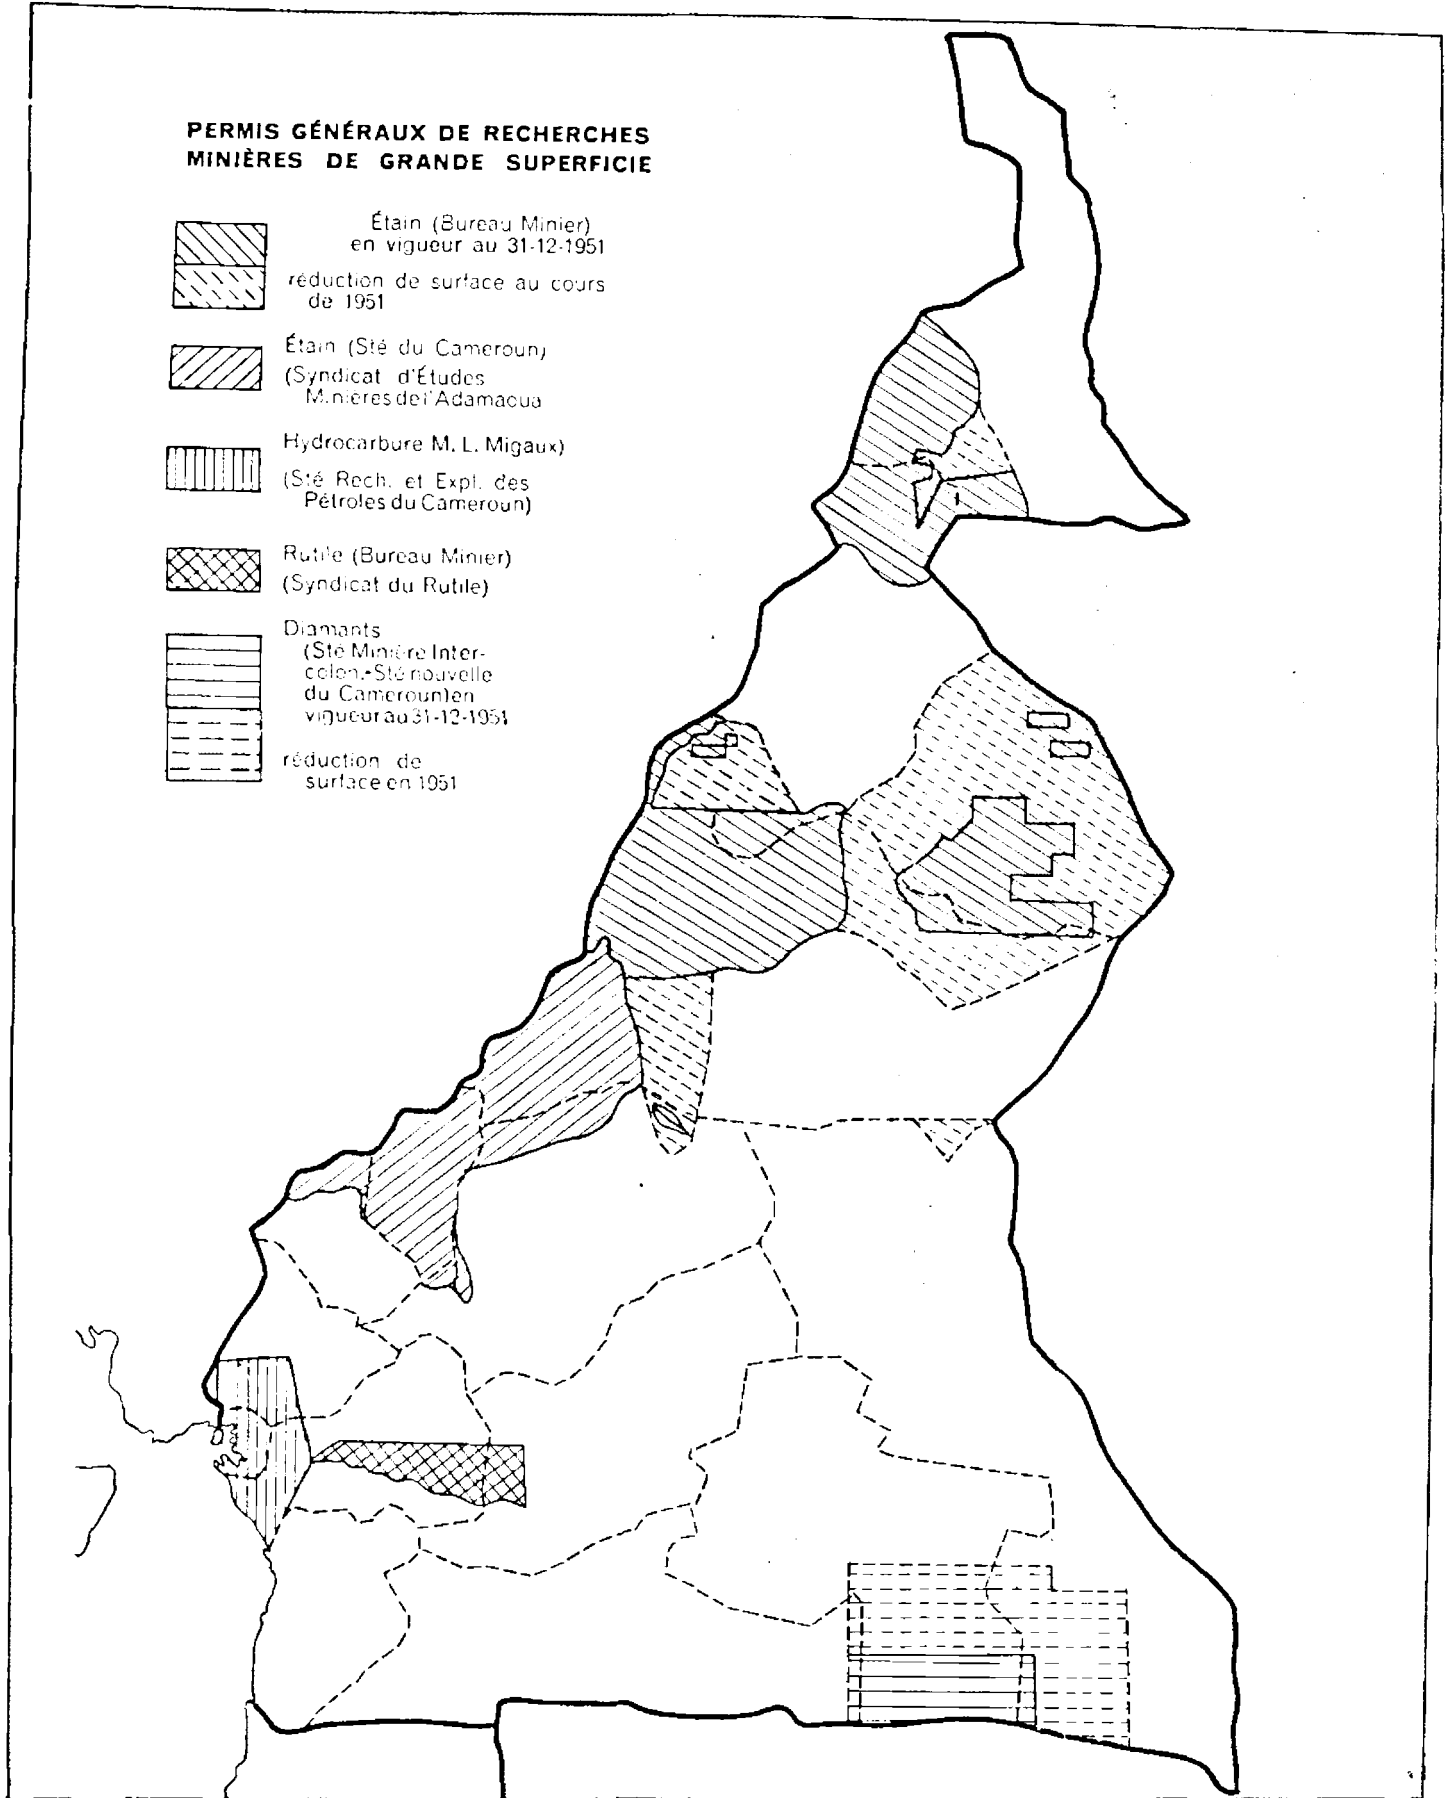 PERMIS GÉNÉRAUX DE RECHERCHES
MINIÈRES DE GRANDE SUPERFICIE
Étain (Bureau Minier)
en vigueur au 31-12-1951
réduction de surface au cours
de 1951
Étain (Sté du Cameroun)
(Syndicat d'Études
Minières de l'Adamaoua
Hydrocarbure M. L. Migaux)
(Sté Rech. et Expl. des
Pétroles du Cameroun)
Rutile (Bureau Minier)
(Syndicat du Rutile)
Diamants
(Sté Minière Inter-
colon.-Sté nouvelle
du Cameroun) en
vigueur au 31-12-1951
réduction de
surface en 1951